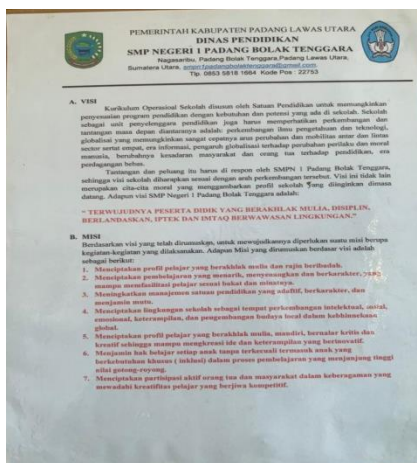 PEMERINTAH KABUPATEN PADANG LAWAS UTARA
DINAS PENDIDIKAN
SMP NEGERI 1 PADANG BOLAK TENGGARA
Nagasaribu, Padang Bolak Tenggara,Padang Lawas Utara,
Sumatera Utara,
Tlp. 0853 5818 1664 Kode Pos : 22753
A. VISI
Kurikulum Operasional Sekolah disusun oleh Satuan Pendidikan untuk memungkinkan
penyesuaian program pendidikan dengan kebutuhan dan potensi yang ada di sekolah. Sekolah
sebagai unit penyelenggara pendidikan juga harus memperhatikan perkembangan dan
tantangan masa depan diantaranya adalah: perkembangan ilmu pengetahuan dan teknologi,
globalisasi yang memungkinkan sangat cepatnya arus perubahan dan mobilitas antar dan lintas
sector sertai empat, era informasi, pengaruh globalisasi terhadap perubahan perilaku dan moral
manusia, berubahnya kesadaran masyarakat dan orang tua terhadap pendidikan, era
perdagangan bebas.
Tantangan dan peluang itu harus di respon oleh SMPN 1 Padang Bolak Tenggara,
sehingga visi sekolah diharapkan sesuai dengan arah perkembangan tersebut. Visi ini tidak lain
merupakan cita-cita moral yang menggambarkan profil sekolah yang diinginkan dimasa
datang. Adapun visi SMP Negeri 1 Padang Bolak Tenggara adalah:
" TERWUJUDNYA PESERTA DIDIK YANG BERAKHLAK MULIA, DISIPLIN,
BERLANDASKAN, IPTEK DAN IMTAQ BERWAWASAN LINGKUNGAN."
B. MISI
Berdasarkan visi yang telah dirumuskan, untuk mewujudkannya diperlukan suatu misi berupa
kegiatan-kegiatan yang dilaksanakan. Adapun Misi yang dirumuskan berdasar visi adalah
sebagai berikut:
1. Menciptakan profil pelajar yang berakhlak mulia dan rajin beribadah.
2. Menciptakan pembelajaran yang menarik, menyenangkan dan berkarakter, yang
mampu memfasilitasi pelajar sesuai bakat dan minatnya.
3. Meningkatkan manajemen satuan pendidikan yang adaftif, berkarakter, dan
menjamin mutu.
4. Menciptakan lingkungan sekolah sebagai tempat perkembangan intelektual, sosial,
emosional, keterampilan, dan pengembangan budaya local dalam kebhinnekaan
global.
5. Menciptakan profil pelajar yang berakhlak mulia, mandiri, bernalar kritis dan
kreatif sehingga mampu mengkreasi ide dan keterampilan yang berinovatif.
6. Menjamin hak belajar setiap anak tanpa terkecuali termasuk anak yang
berkebutuhan khusus ( inklusi) dalam proses pembelajaran yang menjunjung tinggi
nilai gotong-royong.
7. Menciptakan partisipasi aktif orang tua dan masyarakat dalam keberagaman yang
mewadahi kreatifitas pelajar yang berjiwa kompetitif.